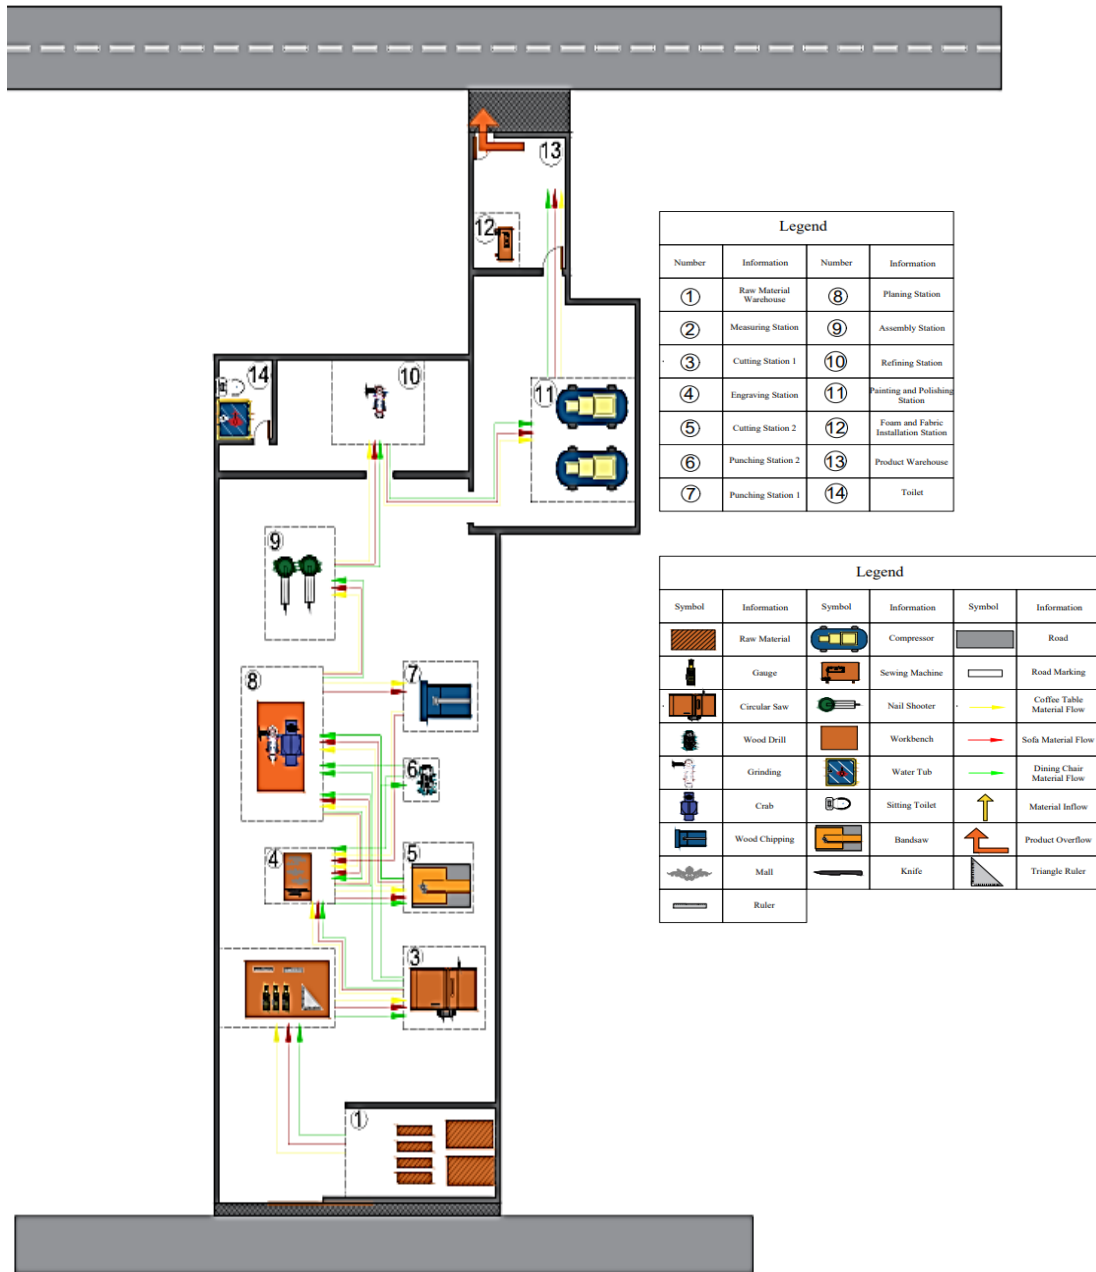 13
12
14
10
11
9
8
7
6
4
5
3
1
Legend
Number Information Number Information
1 Raw Material Warehouse 8 Planing Station
2 Measuring Station 9 Assembly Station
3 Cutting Station 1 10 Refining Station
4 Engraving Station 11 Painting and Polishing Station
5 Cutting Station 2 12 Foam and Fabric Installation Station
6 Punching Station 2 13 Product Warehouse
7 Punching Station 1 14 Toilet
Legend
Symbol Information Symbol Information Symbol Information
Raw Material Compressor Road
Gauge Sewing Machine Road Marking
Circular Saw Nail Shooter Coffee Table Material Flow
Wood Drill Workbench Sofa Material Flow
Grinding Water Tub Dining Chair Material Flow
Crab Sitting Toilet Material Inflow
Wood Chipping Bandsaw Product Overflow
Mall Knife Triangle Ruler
Ruler